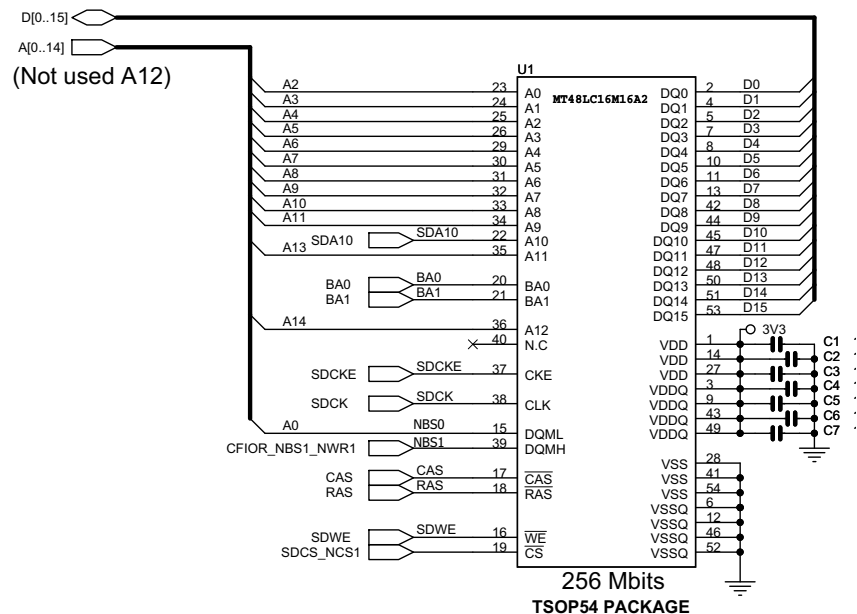 D[0..15]
A[0..14]
(Not used A12)
U1
MT48LC16M16A2
A2 23 A0 DQ0 2 D0
A3 24 A1 DQ1 4 D1
A4 25 A2 DQ2 5 D2
A5 26 A3 DQ3 7 D3
A6 29 A4 DQ4 8 D4
A7 30 A5 DQ5 10 D5
A8 31 A6 DQ6 11 D6
A9 32 A7 DQ7 13 D7
A10 33 A8 DQ8 42 D8
A11 34 A9 DQ9 44 D9
SDA10 SDA10 22 A10 DQ10 45 D10
A13 35 A11 DQ11 47 D11
DQ12 48 D12
BA0 BA0 20 BA0 DQ13 50 D13
BA1 BA1 21 BA1 DQ14 51 D14
DQ15 53 D15
A14 36 A12
3V3
40 N.C VDD 1 C1
VDD 14 C2
SDCKE SDCKE 37 CKE VDD 27 C3
VDDQ 3 C4
SDCK SDCK 38 CLK VDDQ 9 C5
VDDQ 43 C6
A0 NBS0 15 DQML VDDQ 49 C7
CFIOR_NBS1_NWR1 NBS1 39 DQMH
VSS 28
CAS CAS 17 CAS VSS 41
RAS RAS 18 RAS VSS 54
VSSQ 6
VSSQ 12
SDWE SDWE 16 WE VSSQ 46
SDCS_NCS1 19 CS VSSQ 52
256 Mbits
TSOP54 PACKAGE